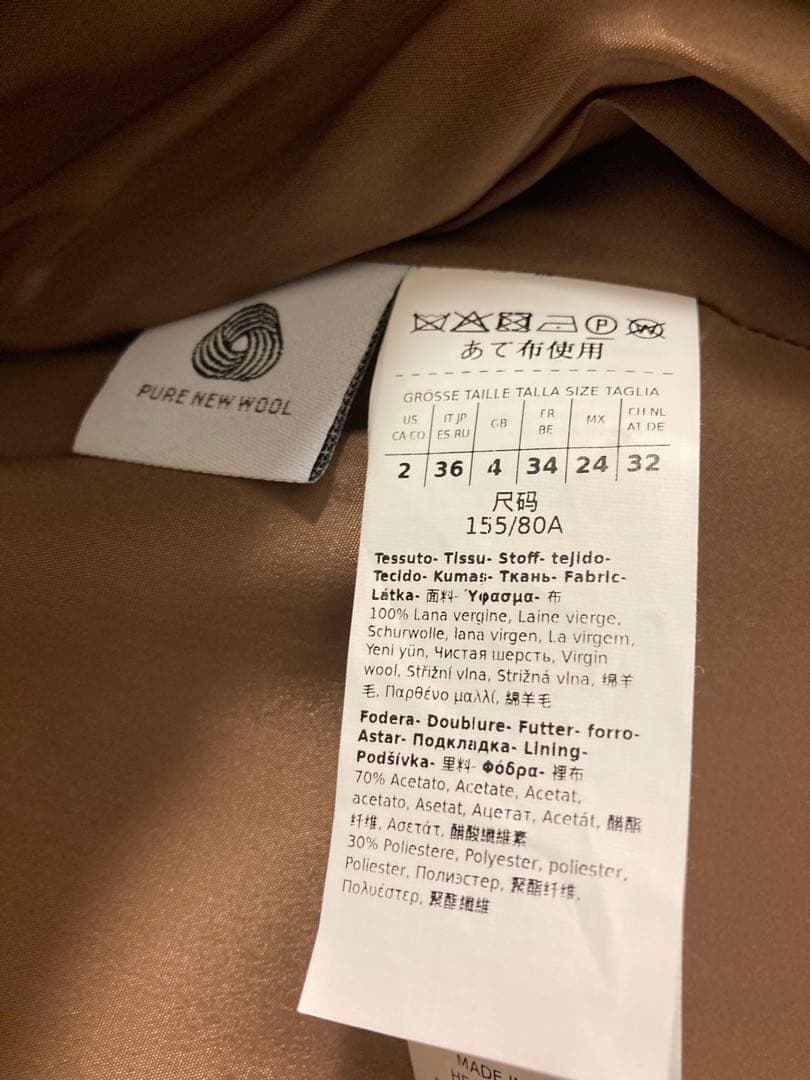 PURE NEW WOOL
P
W
あて布使用
GRÖSSE TAILLE TALLA SIZE TAGLIA
US CA CO
IT JP ES RU
GB
FR BE
MX
CH NL AT DE
2 36 4 34 24 32
尺码
155/80A
Tessuto- Tissu- Stoff- tejido-
Tecido- Kumaş- Ткань- Fabric-
Látka- 面料- Ύφασμα- 布
100% Lana vergine, Laine vierge,
Schurwolle, lana virgen, La virgem,
Yeni yün, Чистая шерсть, Virgin
wool, Střižní vlna, Strižná vlna, 绵羊
毛, Παρθένο μαλλί, 綿羊毛
Fodera- Doublure- Futter- forro-
Astar- Подкладка- Lining-
Podšívka- 里料- Φόδρα- 裡布
70% Acetato, Acetate, Acetat,
acetato, Asetat, Ацетат, Acetát, 醋酯
纤维, Ασετάτ, 醋酸纖維素
30% Poliestere, Polyester, poliester,
Poliester, Полиэстер, 聚酯纤维,
Πολυέστερ, 聚酯纖維
MADE IN